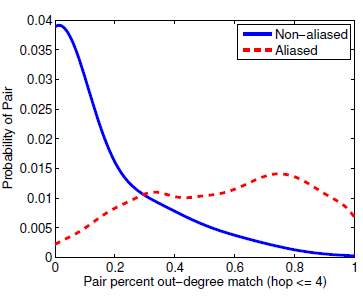 Non−aliased
Aliased
Probability of Pair
0.04
0.035
0.03
0.025
0.02
0.015
0.01
0.005
0
0 0.2 0.4 0.6 0.8 1
Pair percent out−degree match (hop <= 4)